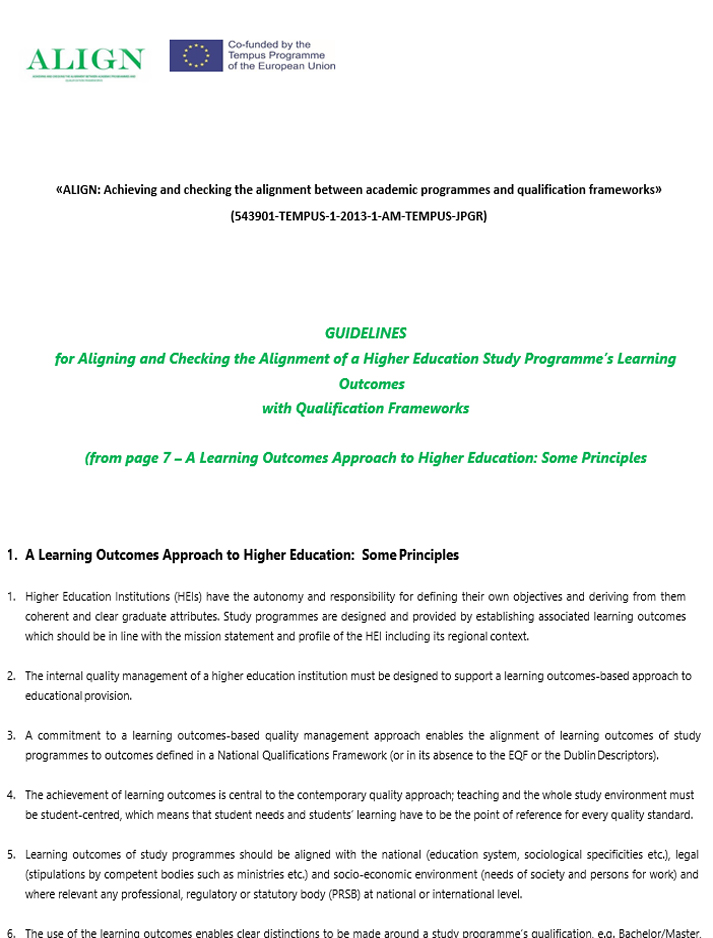 ALIGN
Co-funded by the
Tempus Programme
of the European Union
«ALIGN: Achieving and checking the alignment between academic programmes and qualification frameworks»
(543901-TEMPUS-1-2013-1-AM-TEMPUS-JPGR)
GUIDELINES
for Aligning and Checking the Alignment of a Higher Education Study Programme’s Learning
Outcomes
with Qualification Frameworks
(from page 7 – A Learning Outcomes Approach to Higher Education: Some Principles
1. A Learning Outcomes Approach to Higher Education: Some Principles
1. Higher Education Institutions (HEIs) have the autonomy and responsibility for defining their own objectives and deriving from them
coherent and clear graduate attributes. Study programmes are designed and provided by establishing associated learning outcomes
which should be in line with the mission statement and profile of the HEI including its regional context.
2. The internal quality management of a higher education institution must be designed to support a learning outcomes-based approach to
educational provision.
3. A commitment to a learning outcomes-based quality management approach enables the alignment of learning outcomes of study
programmes to outcomes defined in a National Qualifications Framework (or in its absence to the EQF or the Dublin Descriptors).
4. The achievement of learning outcomes is central to the contemporary quality approach; teaching and the whole study environment must
be student-centred, which means that student needs and students’ learning have to be the point of reference for every quality standard.
5. Learning outcomes of study programmes should be aligned with the national (education system, sociological specificities etc.), legal
(stipulations by competent bodies such as ministries etc.) and socio-economic environment (needs of society and persons for work) and
where relevant any professional, regulatory or statutory body (PRSB) at national or international level.
6. The use of the learning outcomes enables clear distinctions to be made around a study programme’s qualification, e.g. Bachelor/Master,